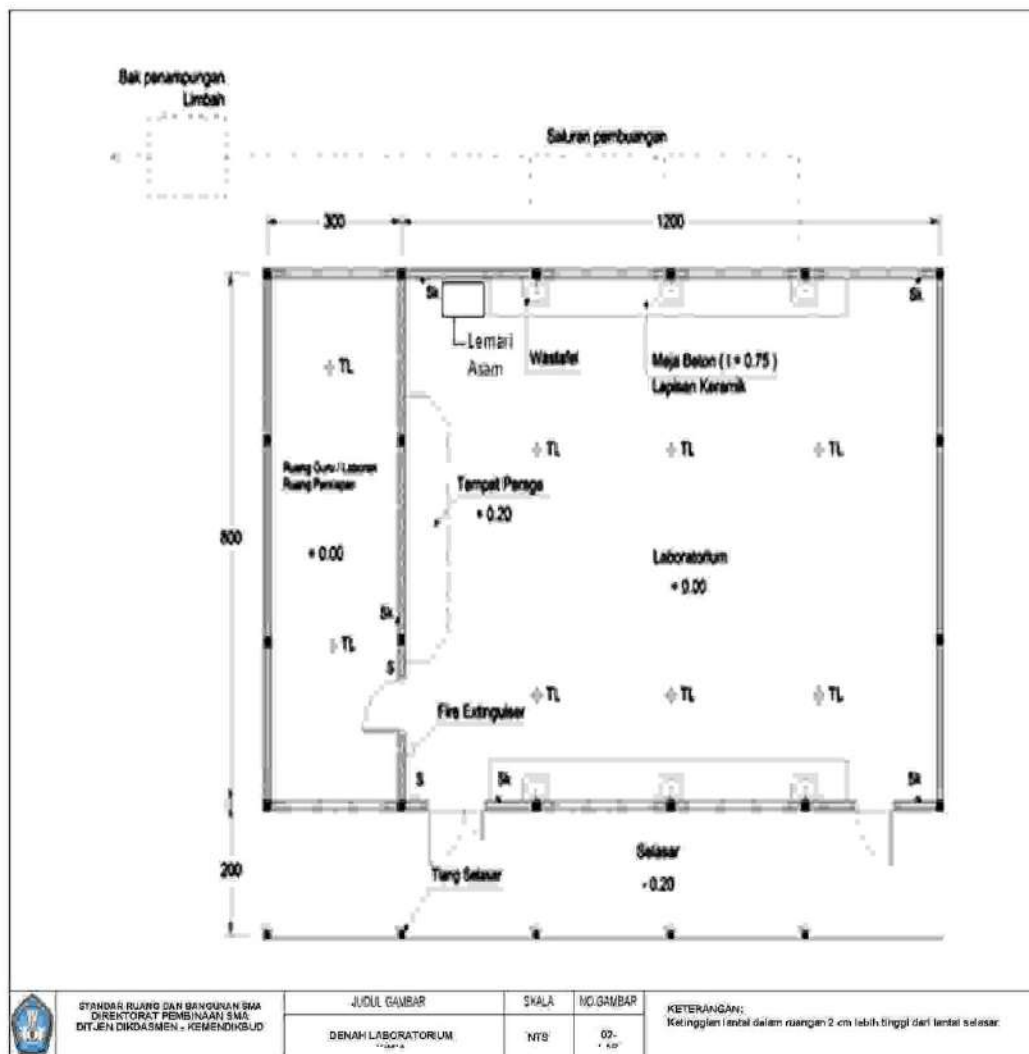 Bak penampungan
Limbah
Saluran pembuangan
300
1200
Sk
Sk
Lemari
Asam
Wastafel
Meja Beton ( t = 0.75 )
Lapisan Keramik
TL
TL
TL
TL
Ruang Guru / Laboran
Ruang Persiapan
± 0.00
Tempat Peraga
+ 0.20
800
Laboratorium
± 0.00
Sk
TL
S
TL
TL
TL
Fire Extinguiser
S
Sk
Sk
Selasar
- 0.20
200
Tiang Selasar
STANDAR RUANG DAN BANGUNAN SMA
DIREKTORAT PEMBINAAN SMA
DITJEN DIKDASMEN - KEMENDIKBUD
JUDUL GAMBAR
DENAH LABORATORIUM
SKALA
NTS
NO.GAMBAR
02-
KETERANGAN:
Ketinggian lantai dalam ruangan 2 cm lebih tinggi dari lantai selasar